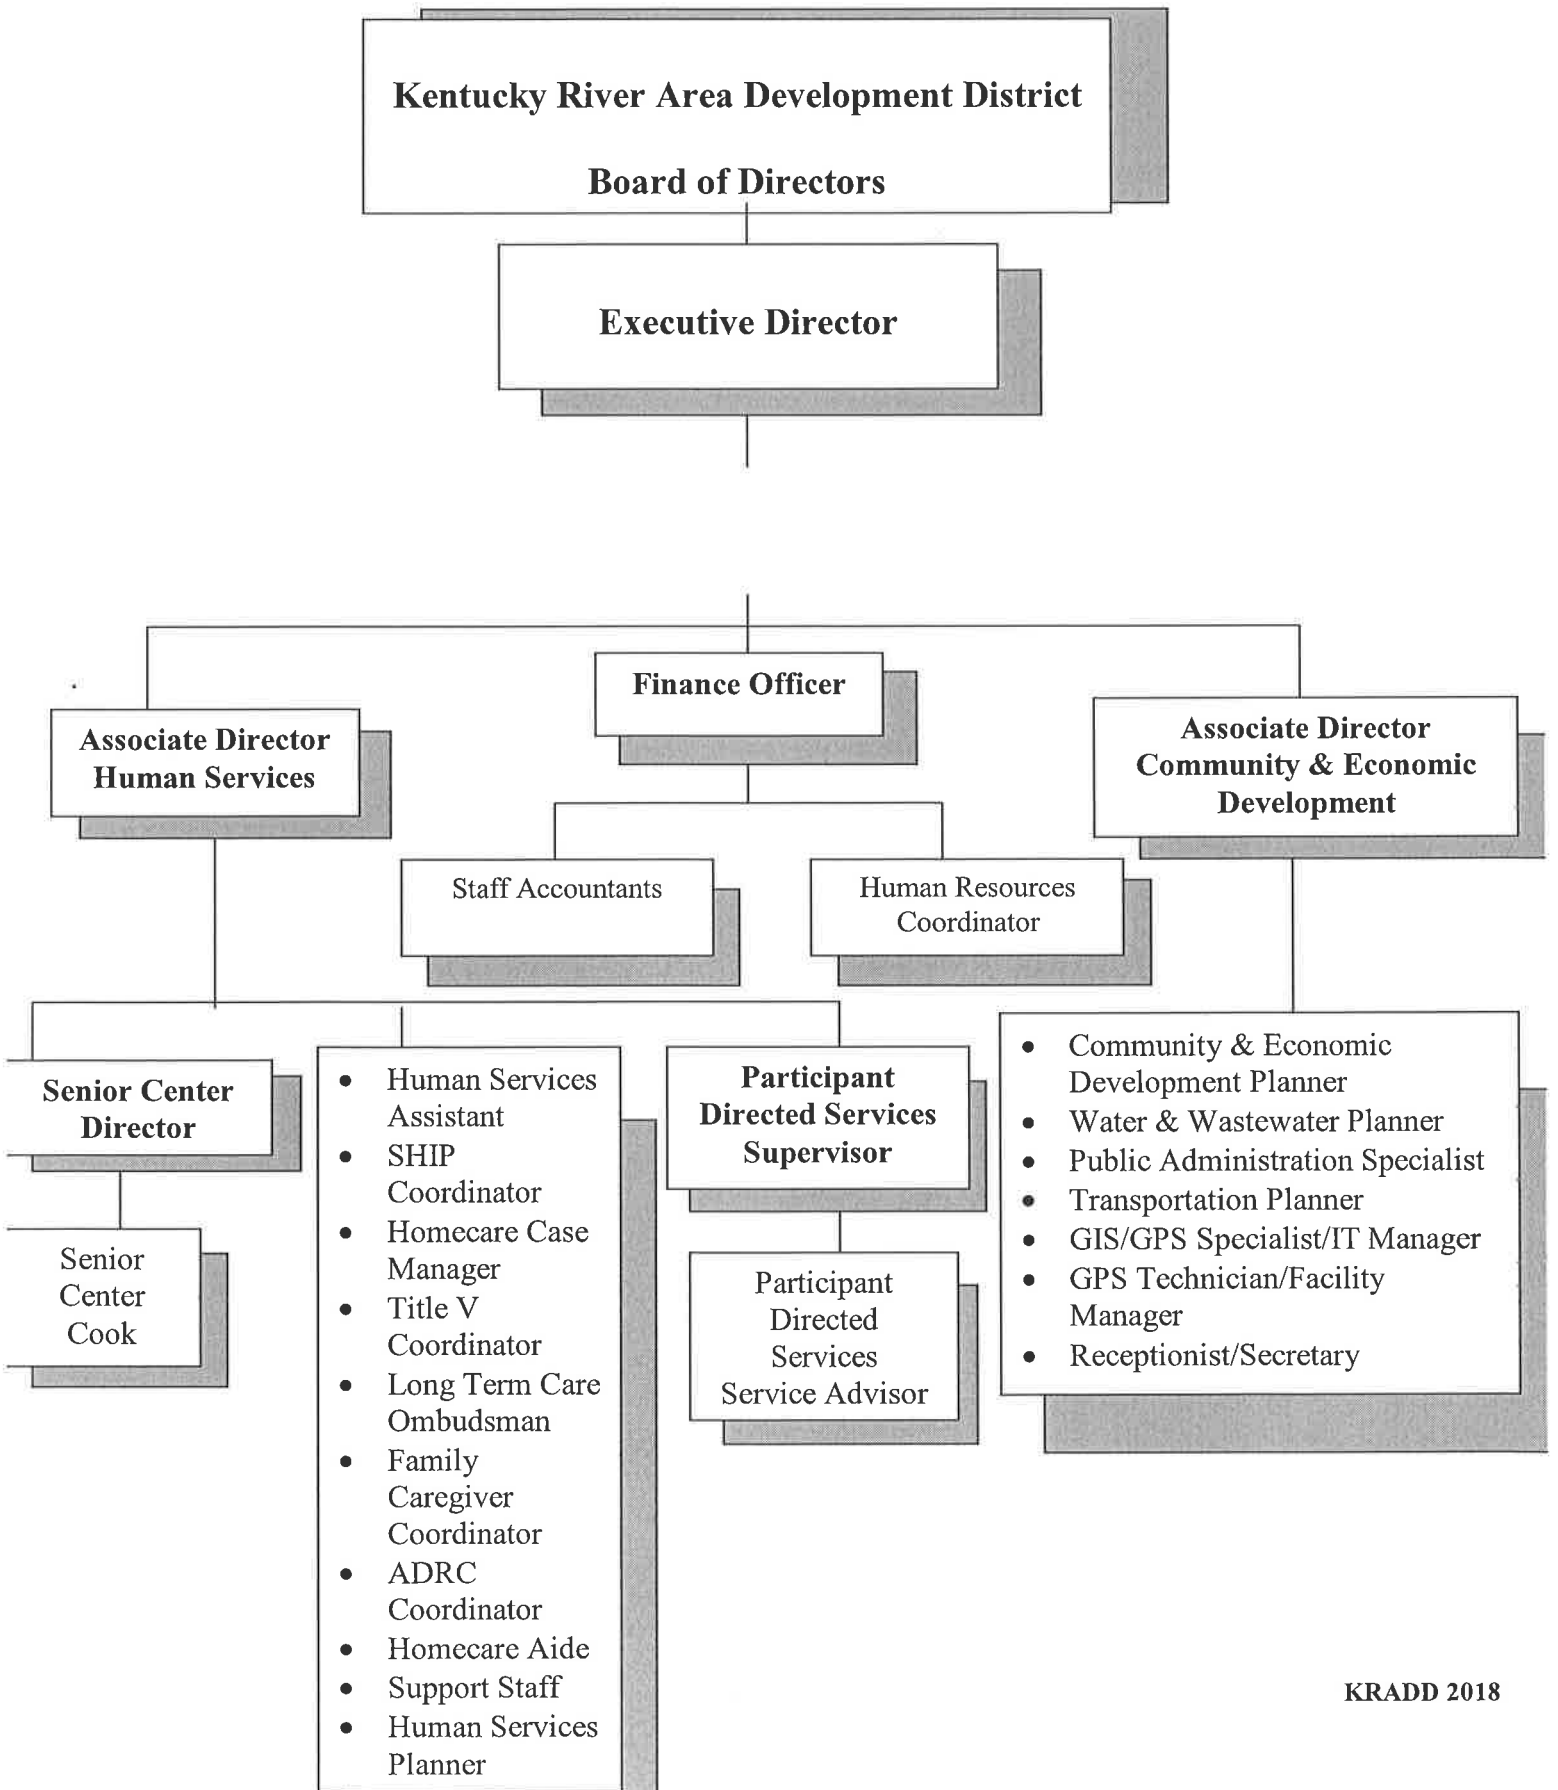 Kentucky River Area Development District
Board of Directors
Executive Director
Finance Officer
Associate Director
Human Services
Associate Director
Community & Economic
Development
Staff Accountants
Human Resources
Coordinator
Senior Center
Director
Senior
Center
Cook
• Human Services
Assistant
• SHIP
Coordinator
• Homecare Case
Manager
• Title V
Coordinator
• Long Term Care
Ombudsman
• Family
Caregiver
Coordinator
• ADRC
Coordinator
• Homecare Aide
• Support Staff
• Human Services
Planner
Participant
Directed Services
Supervisor
Participant
Directed
Services
Service Advisor
• Community & Economic
Development Planner
• Water & Wastewater Planner
• Public Administration Specialist
• Transportation Planner
• GIS/GPS Specialist/IT Manager
• GPS Technician/Facility
Manager
• Receptionist/Secretary
KRADD 2018